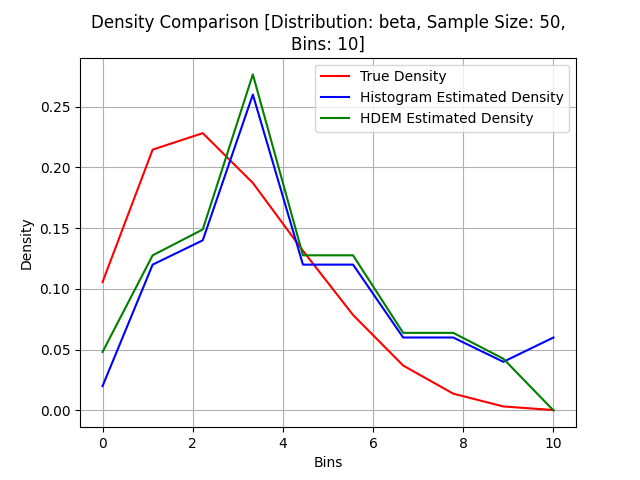 Density Comparison [Distribution: beta, Sample Size: 50,
Bins: 10]
True Density
Histogram Estimated Density
HDEM Estimated Density
Density
0.25
0.20
0.15
0.10
0.05
0.00
0 2 4 6 8 10
Bins